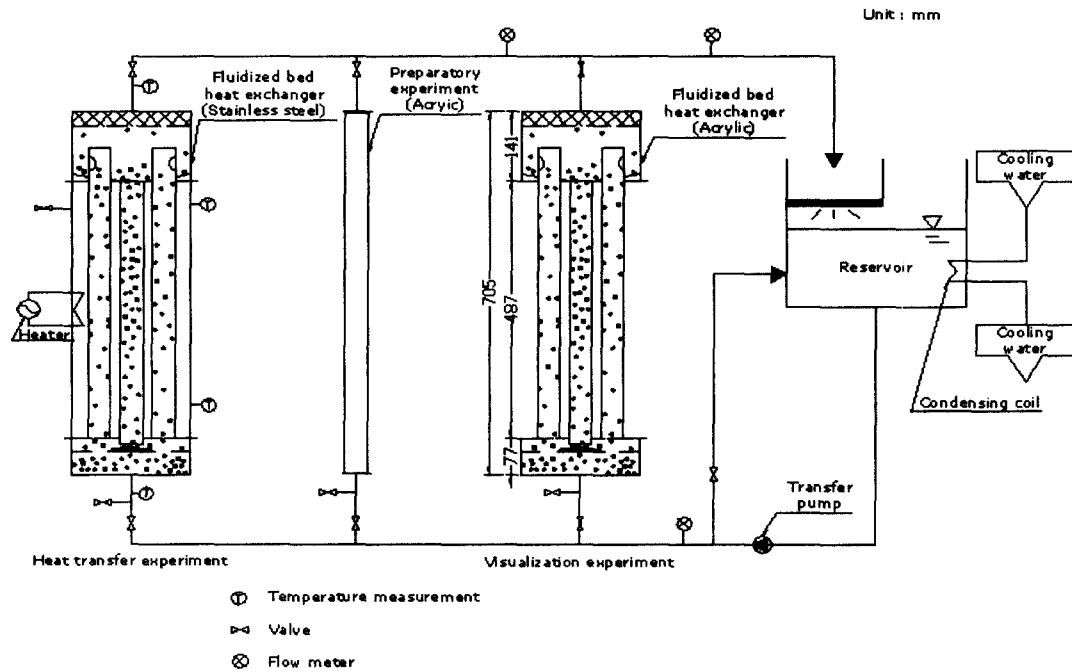 Unit : mm
Fluidized bed
heat exchanger
(Stainless steel)
Preparatory
experiment
(Acryic)
Fluidized bed
heat exchanger
(Acrylic)
141
705
487
77
Heater
Cooling
water
Reservoir
Cooling
water
Condensing coil
Transfer
pump
Heat transfer experiment
Visualization experiment
T Temperature measurement
Valve
Flow meter
T
T
T
T